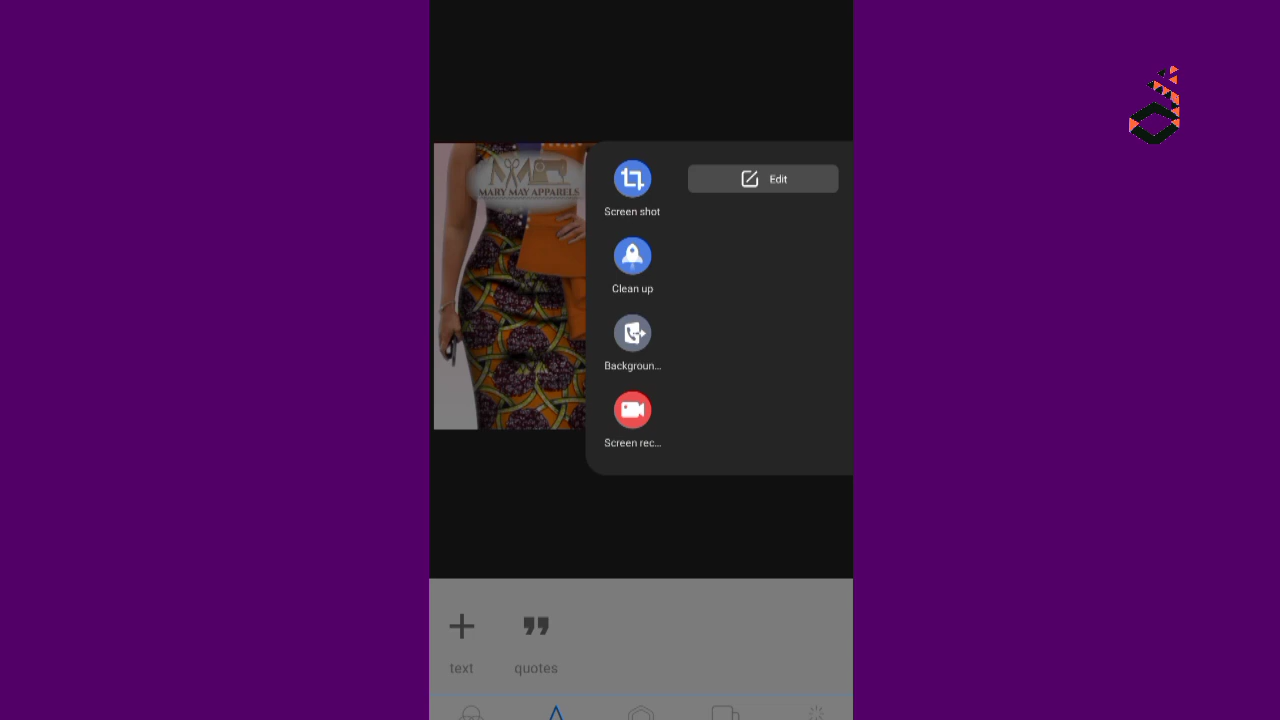 MARY MAY APPARELS
Screen shot
Edit
Clean up
Backgroun...
Screen rec...
text
quotes